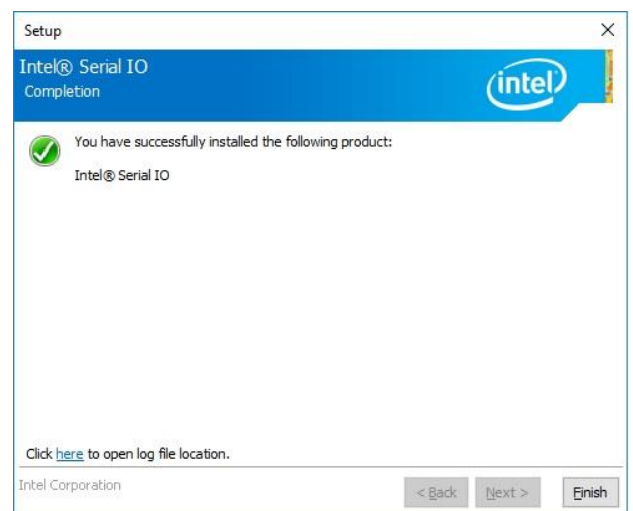 Setup
Intel® Serial IO
Completion
intel
You have successfully installed the following product:
Intel® Serial IO
Click here to open log file location.
Intel Corporation
< Back Next > Finish